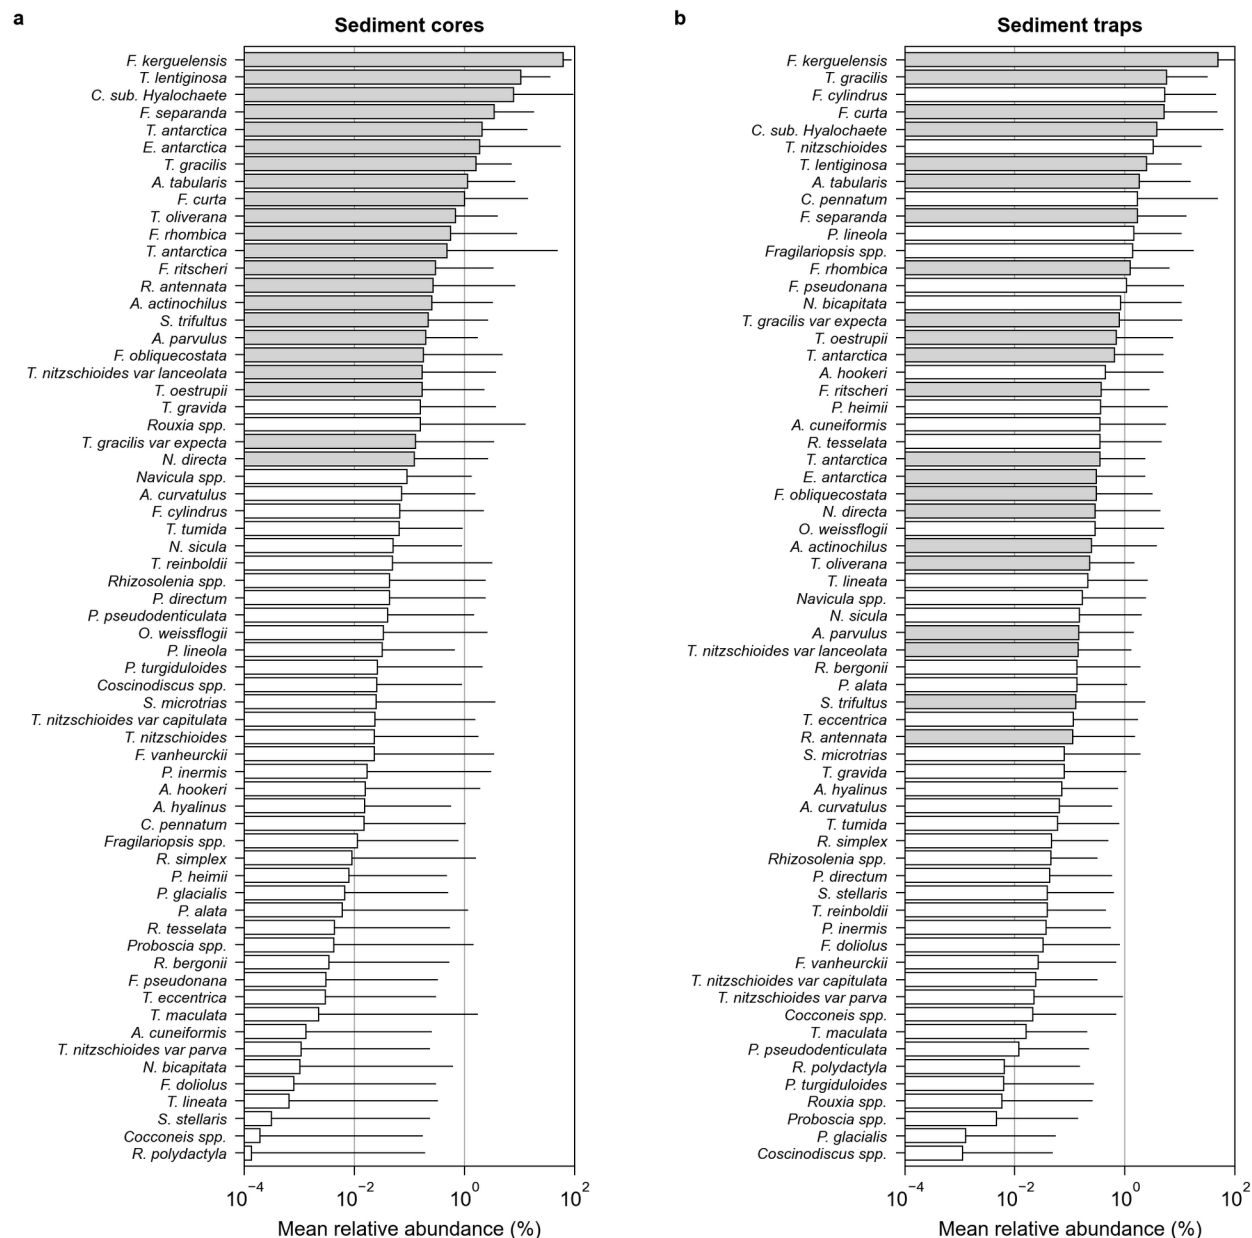 a
Sediment cores
F. kerguelensis
T. lentiginosa
C. sub. Hyalochaete
F. separanda
T. antarctica
E. antarctica
T. gracilis
A. tabularis
F. curta
T. oliverana
F. rhombica
T. antarctica
F. ritscheri
R. antennata
A. actinochilus
S. trifultus
A. parvulus
F. obliquecostata
T. nitzschioides var lanceolata
T. oestrupii
T. gravida
Rouxia spp.
T. gracilis var expecta
N. directa
Navicula spp.
A. curvatulus
F. cylindrus
T. tumida
N. sicula
T. reinboldii
Rhizosolenia spp.
P. directum
P. pseudodenticulata
O. weissflogii
P. lineola
P. turgiduloides
Coscinodiscus spp.
S. microtrias
T. nitzschioides var capitulata
T. nitzschioides
F. vanheurckii
P. inermis
A. hookeri
A. hyalinus
C. pennatum
Fragilariopsis spp.
R. simplex
P. heimii
P. glacialis
P. alata
R. tesselata
Proboscia spp.
R. bergonii
F. pseudonana
T. eccentrica
T. maculata
A. cuneiformis
T. nitzschioides var parva
N. bicapitata
F. doliolus
T. lineata
S. stellaris
Cocconeis spp.
R. polydactyla
10⁻⁴ 10⁻² 10⁰ 10²
Mean relative abundance (%)
b
Sediment traps
F. kerguelensis
T. gracilis
F. cylindrus
F. curta
C. sub. Hyalochaete
T. nitzschioides
T. lentiginosa
A. tabularis
C. pennatum
F. separanda
P. lineola
Fragilariopsis spp.
F. rhombica
F. pseudonana
N. bicapitata
T. gracilis var expecta
T. oestrupii
T. antarctica
A. hookeri
F. ritscheri
P. heimii
A. cuneiformis
R. tesselata
T. antarctica
E. antarctica
F. obliquecostata
N. directa
O. weissflogii
A. actinochilus
T. oliverana
T. lineata
Navicula spp.
N. sicula
A. parvulus
T. nitzschioides var lanceolata
R. bergonii
P. alata
S. trifultus
T. eccentrica
R. antennata
S. microtrias
T. gravida
A. hyalinus
A. curvatulus
T. tumida
R. simplex
Rhizosolenia spp.
P. directum
S. stellaris
T. reinboldii
P. inermis
F. doliolus
F. vanheurckii
T. nitzschioides var capitulata
T. nitzschioides var parva
Cocconeis spp.
T. maculata
P. pseudodenticulata
R. polydactyla
P. turgiduloides
Rouxia spp.
Proboscia spp.
P. glacialis
Coscinodiscus spp.
10⁻⁴ 10⁻² 10⁰ 10²
Mean relative abundance (%)